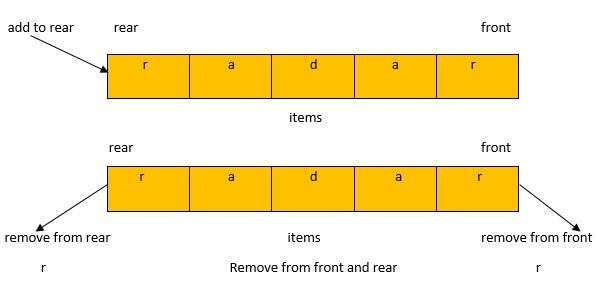 add to rear rear front
r a d a r
items
rear front
r a d a r
remove from rear items remove from front
r Remove from front and rear r